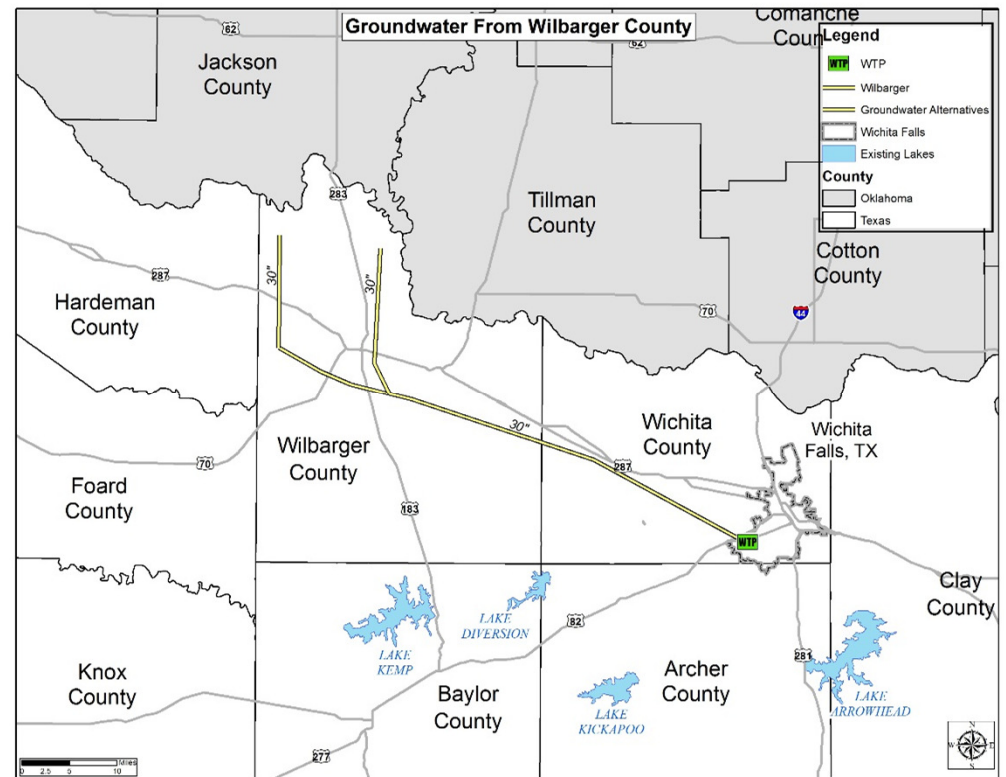 Groundwater From Wilbarger County
Comanche
Coun
Legend
WTP
WTP
Wilbarger
Groundwater Alternatives
Wichita Falls
Existing Lakes
County
Oklahoma
Texas
62
62
Jackson
County
283
Tillman
County
Cotton
County
287
30"
30"
70
44
Hardeman
County
Wichita
County
Wichita
Falls, TX
30"
287
Wilbarger
County
70
Foard
County
183
WTP
Clay
County
LAKE
DIVERSION
82
LAKE
KEMP
281
Knox
County
Baylor
County
Archer
County
LAKE
KICKAPOO
LAKE
ARROWHEAD
277
N
W
E
S
Miles
0
2.5
5
10